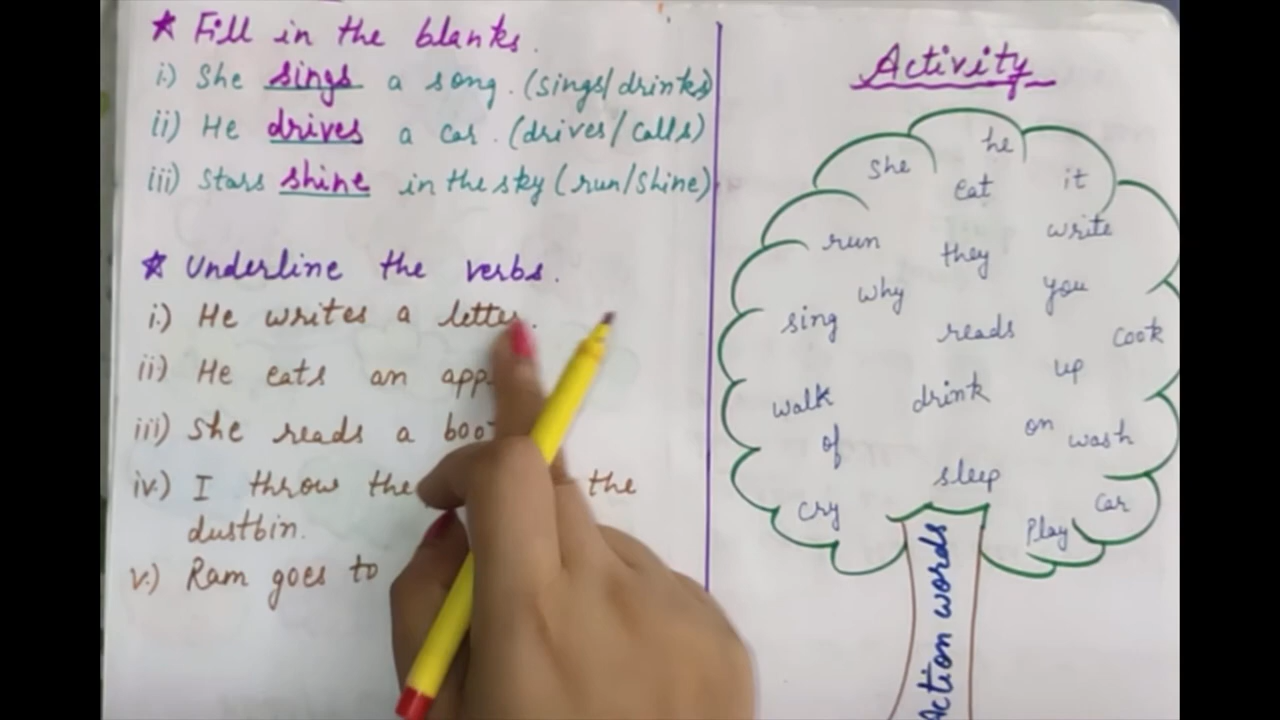 ★ Fill in the blanks.
i.) She sings a song. (sings/drinks)
ii) He drives a car. (drives/calls)
iii) Stars shine in the sky (run/shine)
★ Underline the verbs.
i.) He writes a letter.
ii) He eats an
iii) She reads a
iv.) I throw the the
dustbin.
v.) Ram goes to
Activity
he
she
eat
it
run
they
write
why
you
sing
reads
cook
up
walk
drink
of
on
wash
sleep
cry
car
Play
Action words